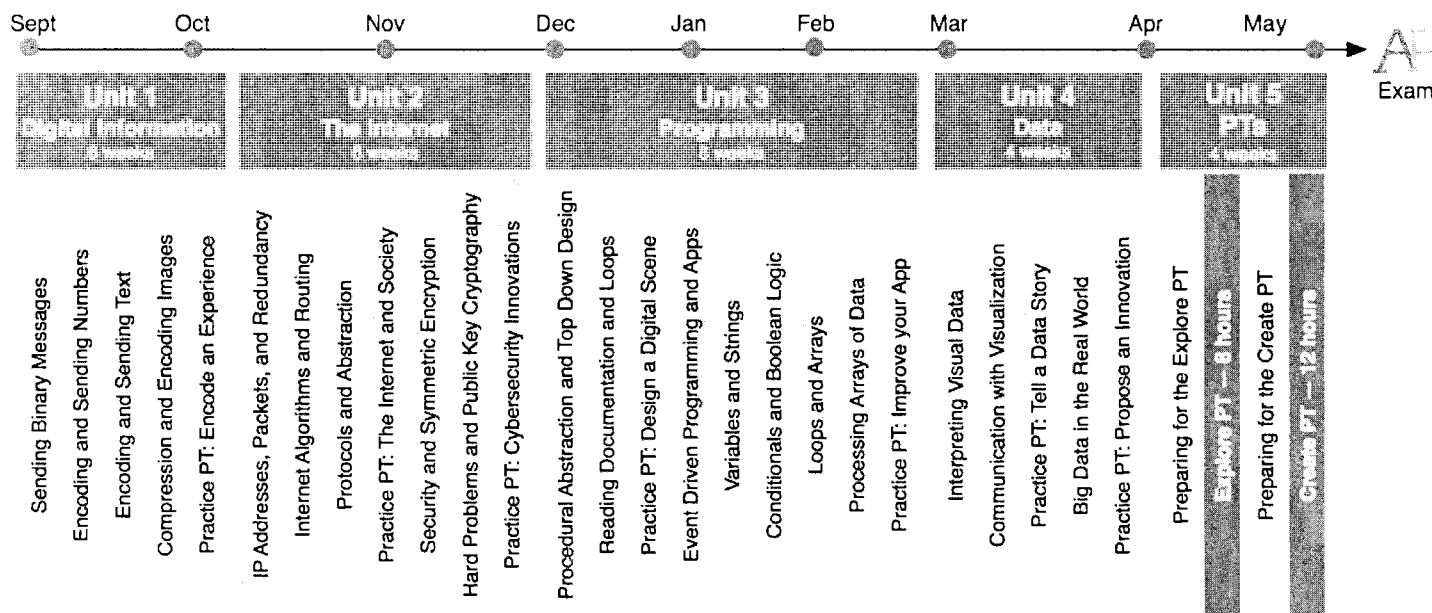 Sept Oct Nov Dec Jan Feb Mar Apr May
AP
Exam
Unit 1
Digital Information
Unit 2
The Internet
Unit 3
Programming
Unit 4
Data
4 weeks
Unit 5
PTs
4 weeks
Sending Binary Messages
Encoding and Sending Numbers
Encoding and Sending Text
Compression and Encoding Images
Practice PT: Encode an Experience
IP Addresses, Packets, and Redundancy
Internet Algorithms and Routing
Protocols and Abstraction
Practice PT: The Internet and Society
Security and Symmetric Encryption
Hard Problems and Public Key Cryptography
Practice PT: Cybersecurity Innovations
Procedural Abstraction and Top Down Design
Reading Documentation and Loops
Practice PT: Design a Digital Scene
Event Driven Programming and Apps
Variables and Strings
Conditionals and Boolean Logic
Loops and Arrays
Processing Arrays of Data
Practice PT: Improve your App
Interpreting Visual Data
Communication with Visualization
Practice PT: Tell a Data Story
Big Data in the Real World
Practice PT: Propose an Innovation
Preparing for the Explore PT
Explore PT – 8 hours
Preparing for the Create PT
Create PT – 12 hours